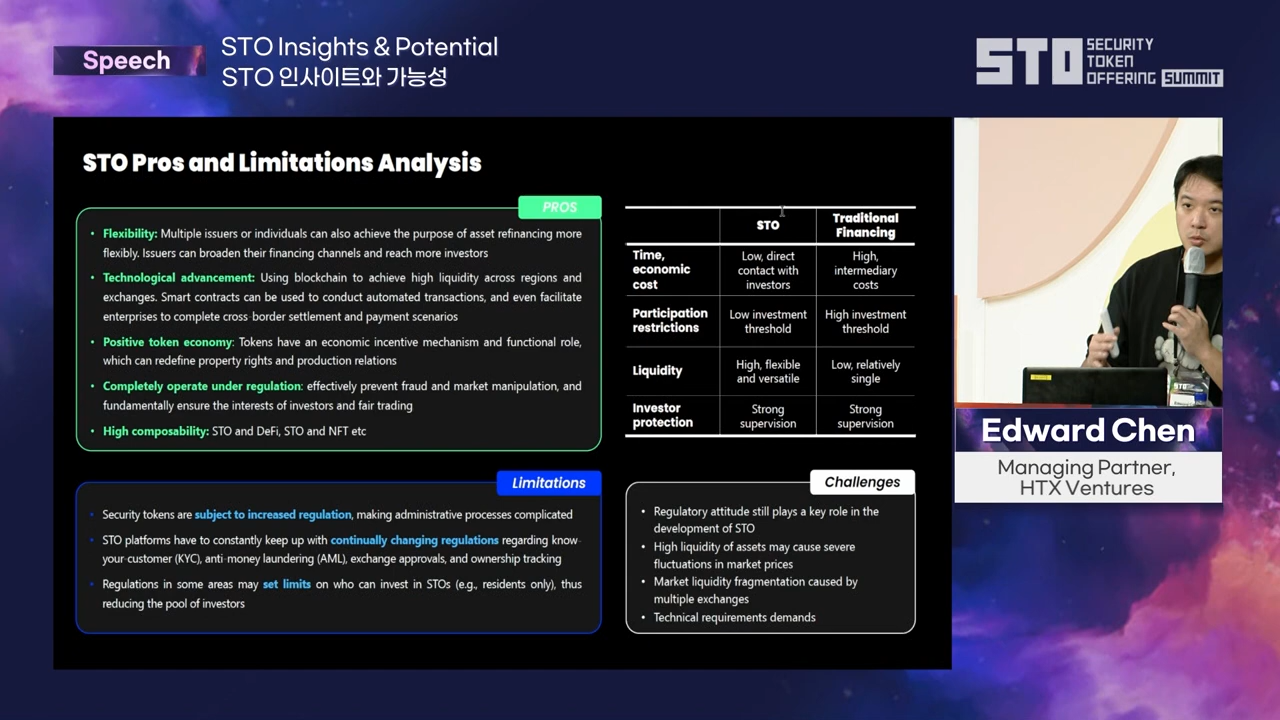 Speech
STO Insights & Potential
STO 인사이트와 가능성
STO
SECURITY
TOKEN
OFFERING SUMMIT
STO Pros and Limitations Analysis
PROS
• Flexibility: Multiple issuers or individuals can also achieve the purpose of asset refinancing more
flexibly. Issuers can broaden their financing channels and reach more investors
• Technological advancement: Using blockchain to achieve high liquidity across regions and
exchanges. Smart contracts can be used to conduct automated transactions, and even facilitate
enterprises to complete cross-border settlement and payment scenarios
• Positive token economy: Tokens have an economic incentive mechanism and functional role,
which can redefine property rights and production relations
• Completely operate under regulation: effectively prevent fraud and market manipulation, and
fundamentally ensure the interests of investors and fair trading
• High composability: STO and DeFi, STO and NFT etc
STO
Traditional
Financing
Time,
economic
cost
Low, direct
contact with
investors
High,
intermediary
costs
Participation
restrictions
Low investment
threshold
High investment
threshold
Liquidity
High, flexible
and versatile
Low, relatively
single
Investor
protection
Strong
supervision
Strong
supervision
Limitations
• Security tokens are subject to increased regulation, making administrative processes complicated
• STO platforms have to constantly keep up with continually changing regulations regarding know-
your-customer (KYC), anti-money laundering (AML), exchange approvals, and ownership tracking
• Regulations in some areas may set limits on who can invest in STOs (e.g., residents only), thus
reducing the pool of investors
Challenges
• Regulatory attitude still plays a key role in the
development of STO
• High liquidity of assets may cause severe
fluctuations in market prices
• Market liquidity fragmentation caused by
multiple exchanges
• Technical requirements demands
STO
Edward Chen
Managing Partner,
HTX Ventures